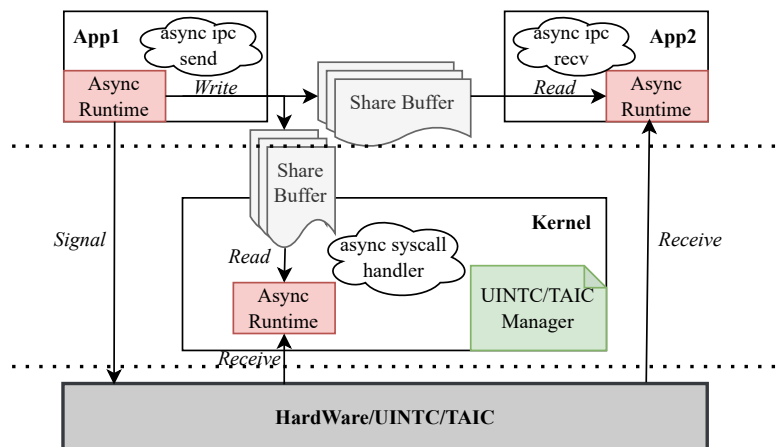 App1
async ipc
send
async ipc
recv
App2
Async
Runtime
Write
Share Buffer
Read
Async
Runtime
Share
Buffer
Signal
Read
async syscall
handler
Kernel
Receive
Async
Runtime
UINTC/TAIC
Manager
Receive
HardWare/UINTC/TAIC